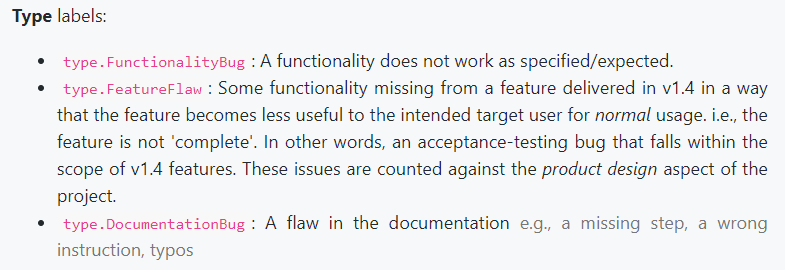 Type labels:
• type.FunctionalityBug : A functionality does not work as specified/expected.
• type.FeatureFlaw : Some functionality missing from a feature delivered in v1.4 in a way
that the feature becomes less useful to the intended target user for normal usage. i.e., the
feature is not 'complete'. In other words, an acceptance-testing bug that falls within the
scope of v1.4 features. These issues are counted against the product design aspect of the
project.
• type.DocumentationBug : A flaw in the documentation e.g., a missing step, a wrong
instruction, typos